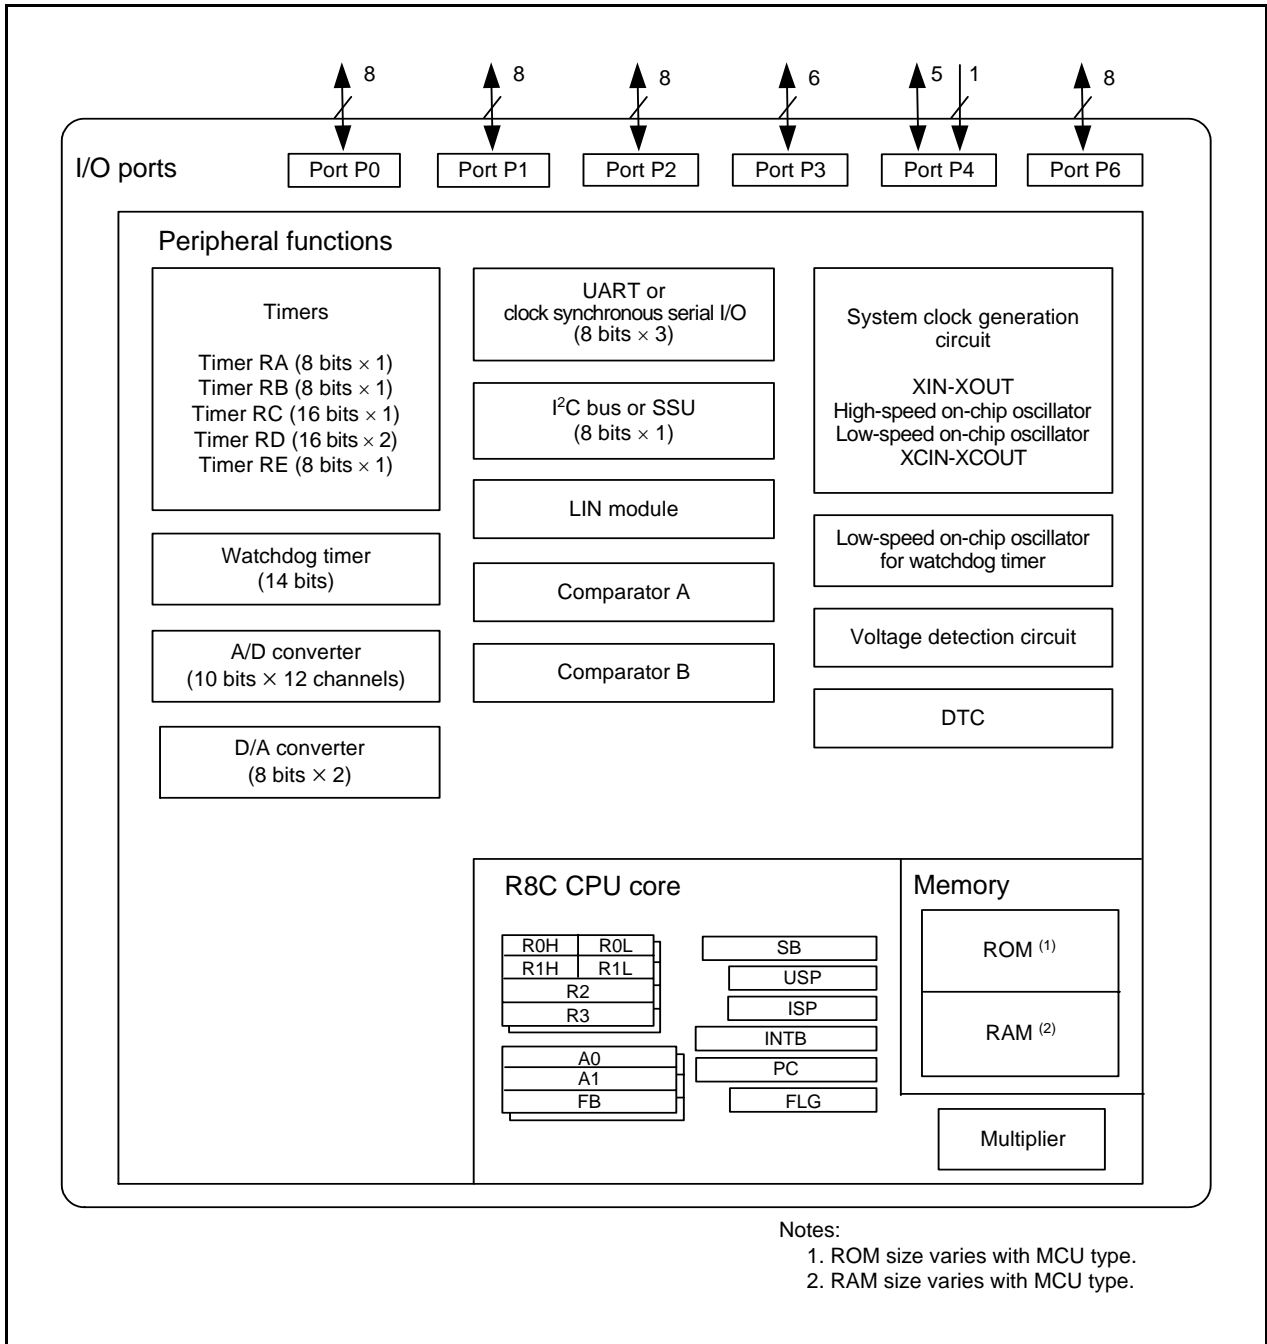 8 8 8 6 5 1 8
I/O ports
Port P0 Port P1 Port P2 Port P3 Port P4 Port P6
Peripheral functions
Timers
Timer RA (8 bits × 1)
Timer RB (8 bits × 1)
Timer RC (16 bits × 1)
Timer RD (16 bits × 2)
Timer RE (8 bits × 1)
Watchdog timer
(14 bits)
A/D converter
(10 bits × 12 channels)
D/A converter
(8 bits × 2)
UART or
clock synchronous serial I/O
(8 bits × 3)
I²C bus or SSU
(8 bits × 1)
LIN module
Comparator A
Comparator B
System clock generation
circuit
XIN-XOUT
High-speed on-chip oscillator
Low-speed on-chip oscillator
XCIN-XCOUT
Low-speed on-chip oscillator
for watchdog timer
Voltage detection circuit
DTC
R8C CPU core
R0H R0L
R1H R1L
R2
R3
A0
A1
FB
SB
USP
ISP
INTB
PC
FLG
Memory
ROM (1)
RAM (2)
Multiplier
Notes:
1. ROM size varies with MCU type.
2. RAM size varies with MCU type.